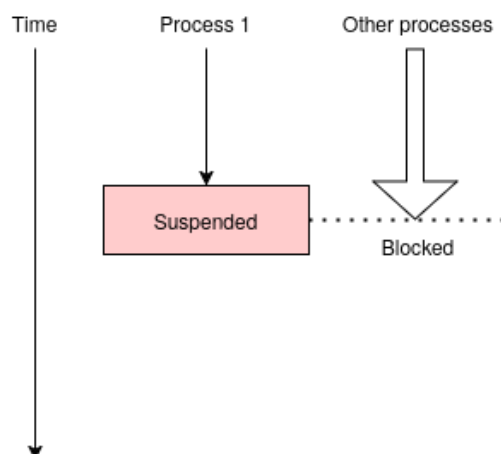 Time
Process 1
Other processes
Suspended
Blocked